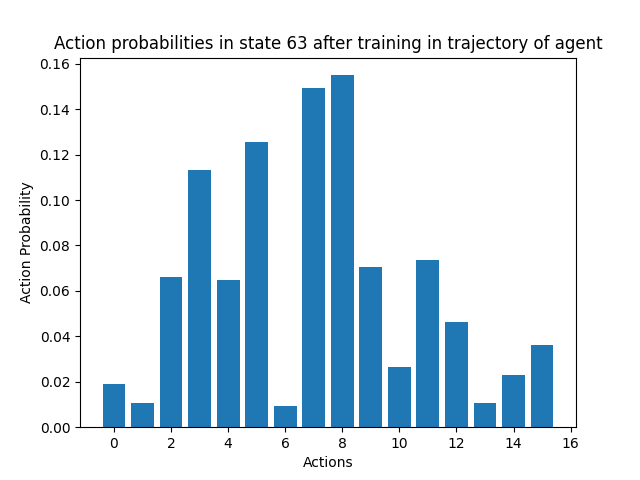 Action probabilities in state 63 after training in trajectory of agent
0.16
0.14
0.12
0.10
0.08
0.06
0.04
0.02
0.00
Action Probability
0 2 4 6 8 10 12 14 16
Actions